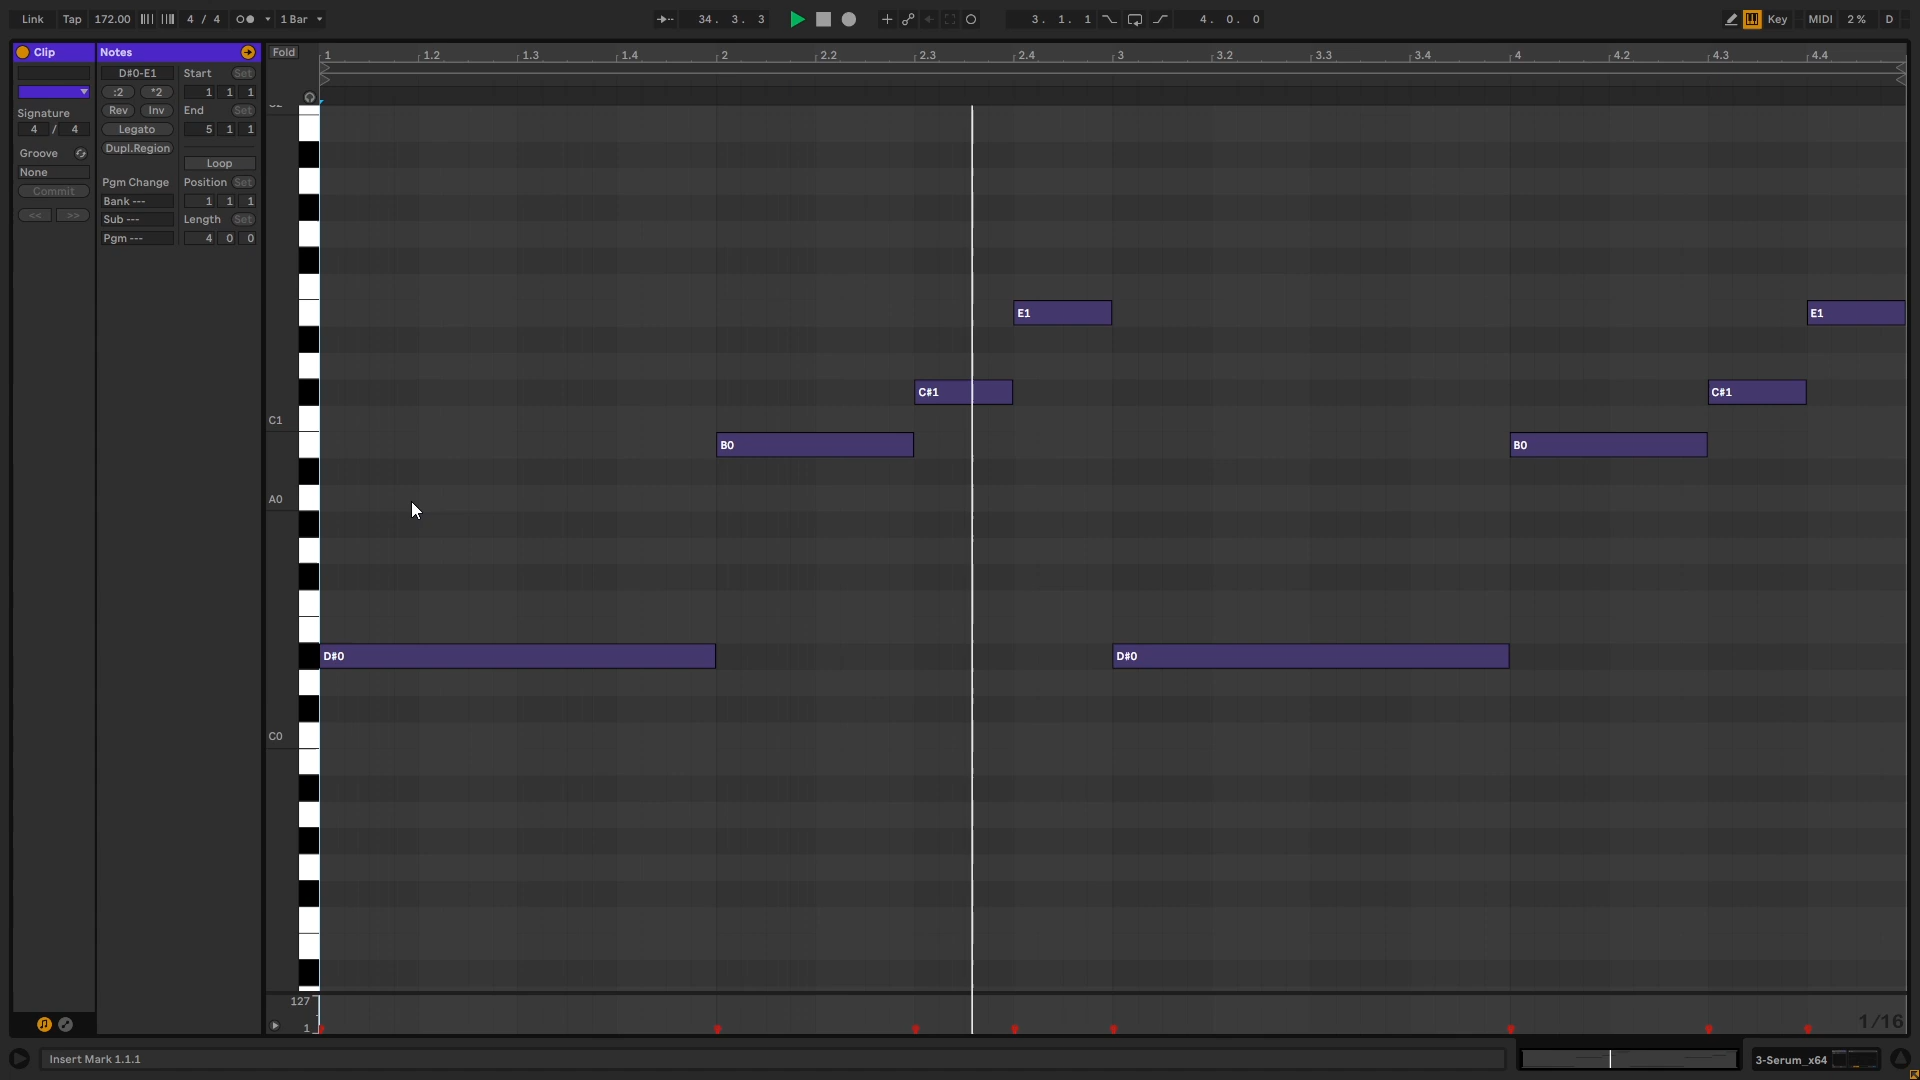 Link Tap 172.00 4 / 4 1 Bar 34. 3. 3 3. 1. 1 4. 0. 0 Key MIDI 2 % D
Clip Notes Fold 1 1.2 1.3 1.4 2 2.2 2.3 2.4 3 3.2 3.3 3.4 4 4.2 4.3 4.4
D#0-E1 Start Set
:2 *2 1 1 1
Signature Rev Inv End Set
4 / 4 Legato 5 1 1
Groove Dupl.Region Loop
None Pgm Change Position Set
Commit Bank --- 1 1 1
<< >> Sub --- Length Set
Pgm --- 4 0 0
E1 E1
C#1 C#1
C1
B0 B0
A0
D#0 D#0
C0
127
1 1/16
Insert Mark 1.1.1 3-Serum_x64